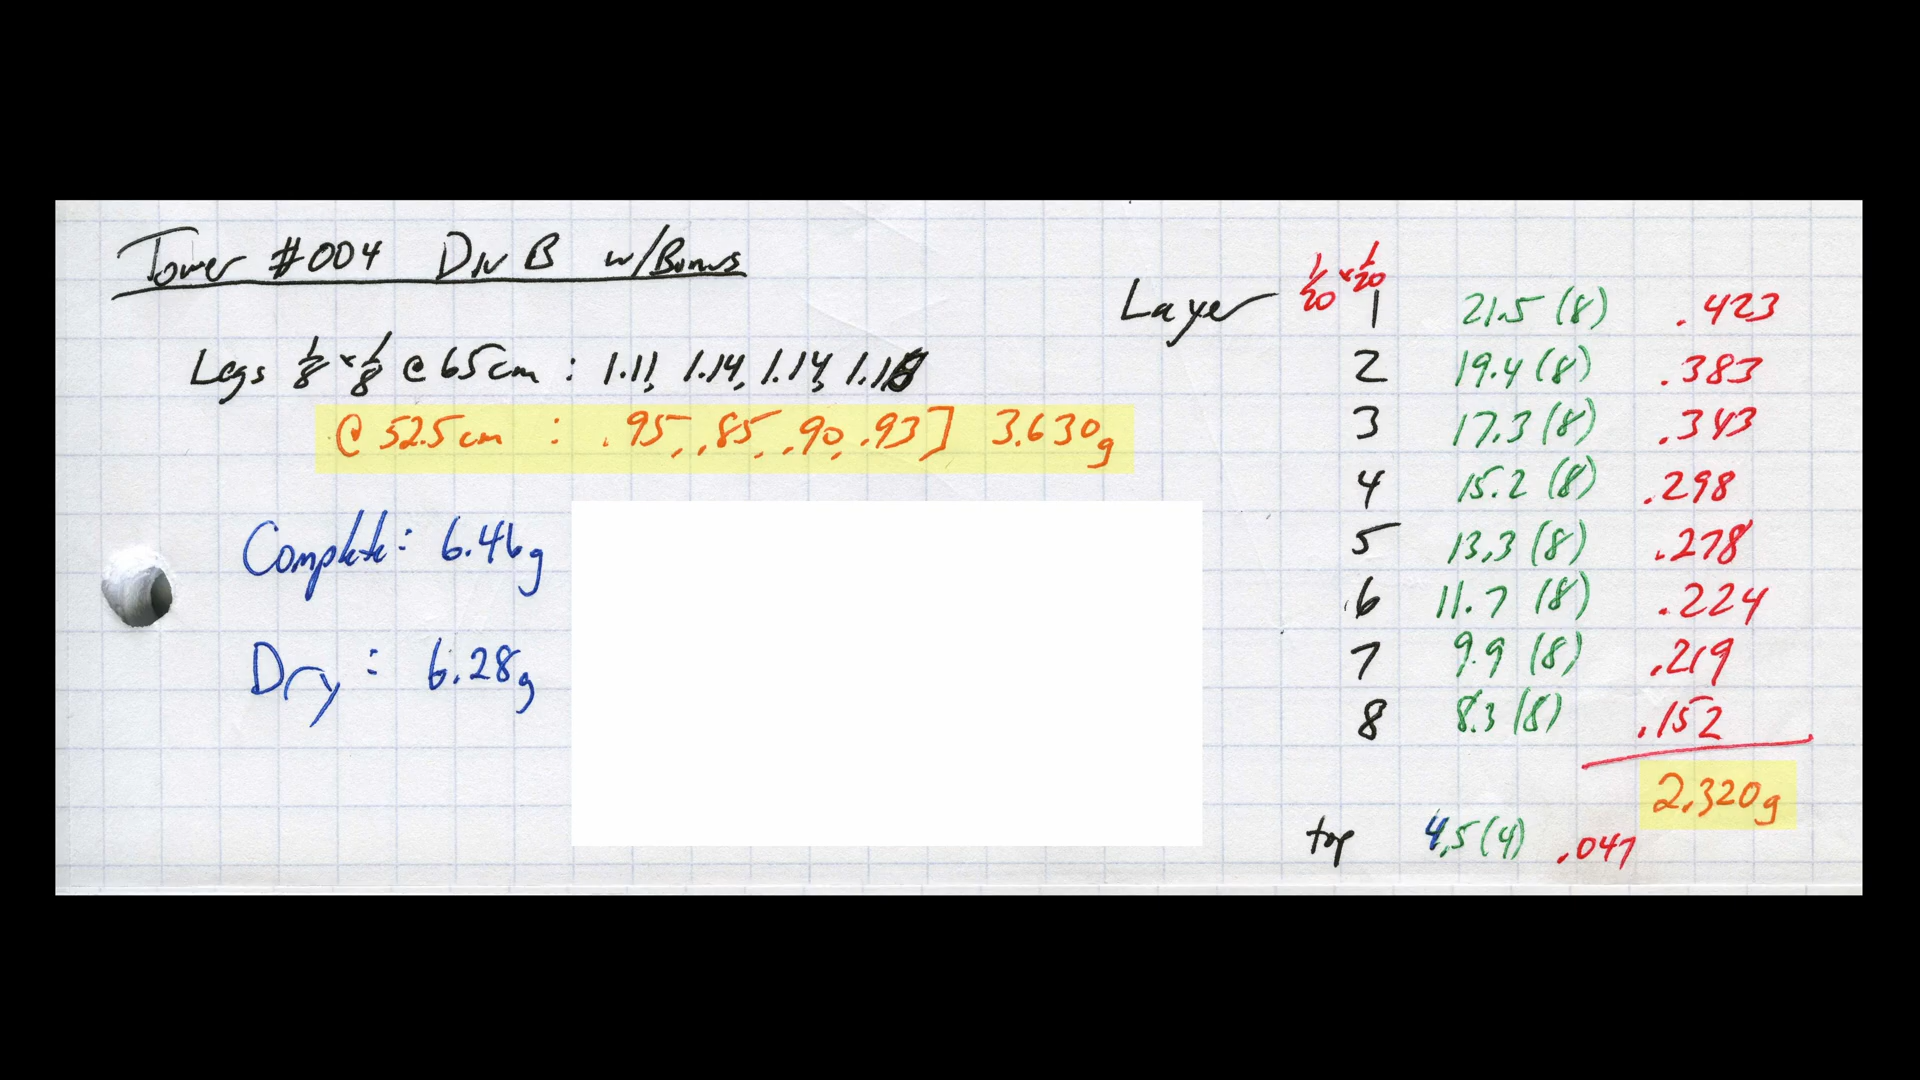 Tower #004 Div B w/Bonus
Legs 1/8 x 1/8 @ 65cm : 1.11, 1.14, 1.14, 1.18
@ 52.5cm : .95, .85, .90, .93] 3.630g
Complete: 6.46g
Dry: 6.28g
Layer 1/20 x 1/20
1 21.5 (8) .423
2 19.4 (8) .383
3 17.3 (8) .343
4 15.2 (8) .298
5 13.3 (8) .278
6 11.7 (8) .224
7 9.9 (8) .219
8 8.3 (8) .152
2.320g
top 4.5 (4) .047